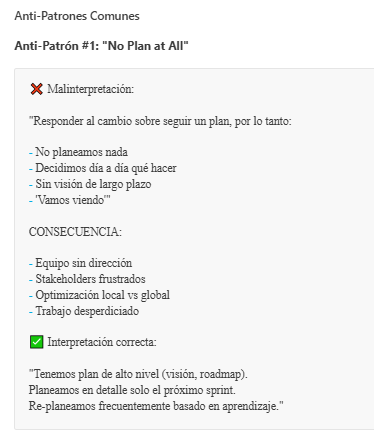 Anti-Patrones Comunes
Anti-Patrón #1: "No Plan at All"
❌ Malinterpretación:
"Responder al cambio sobre seguir un plan, por lo tanto:
- No planeamos nada
- Decidimos día a día qué hacer
- Sin visión de largo plazo
- 'Vamos viendo'"
CONSECUENCIA:
- Equipo sin dirección
- Stakeholders frustrados
- Optimización local vs global
- Trabajo desperdiciado
✅ Interpretación correcta:
"Tenemos plan de alto nivel (visión, roadmap).
Planeamos en detalle solo el próximo sprint.
Re-planeamos frecuentemente basado en aprendizaje."